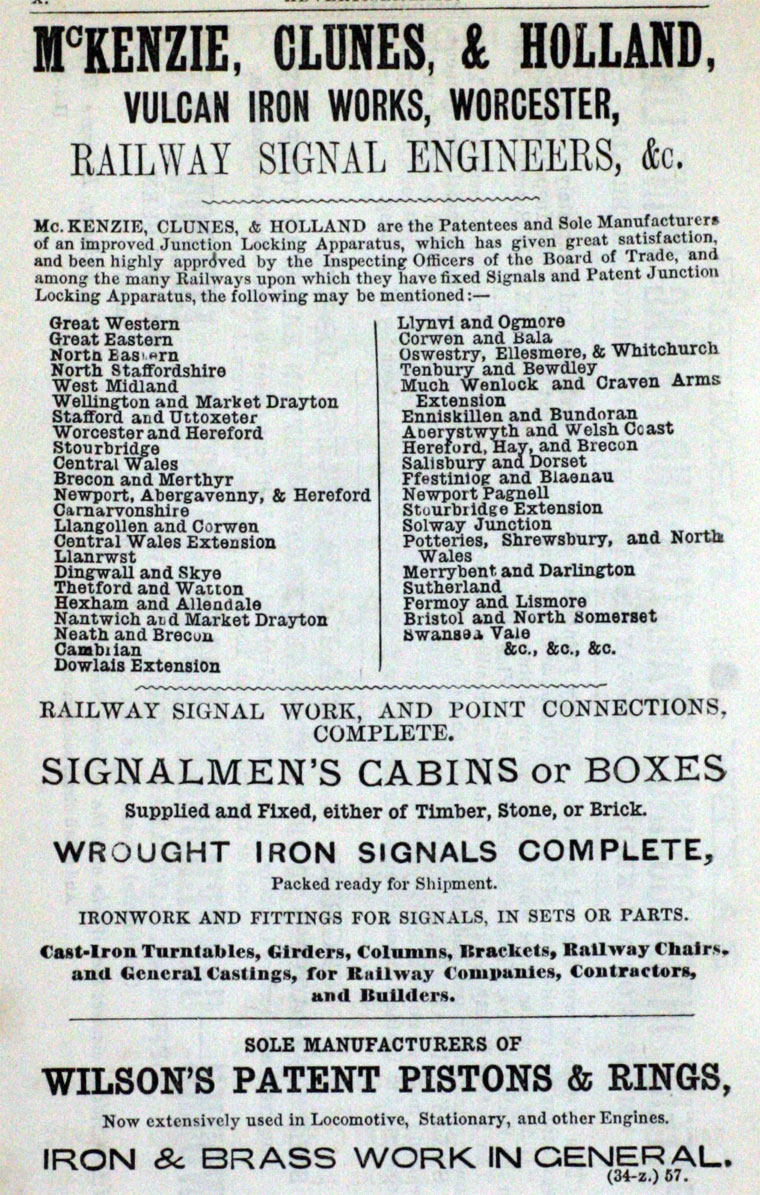 x.
ADVERTISEMENTS.
McKENZIE, CLUNES, & HOLLAND,
VULCAN IRON WORKS, WORCESTER,
RAILWAY SIGNAL ENGINEERS, &c.
Mc. KENZIE, CLUNES, & HOLLAND are the Patentees and Sole Manufacturers
of an improved Junction Locking Apparatus, which has given great satisfaction,
and been highly approved by the Inspecting Officers of the Board of Trade, and
among the many Railways upon which they have fixed Signals and Patent Junction
Locking Apparatus, the following may be mentioned:—
Great Western
Great Eastern
North Eastern
North Staffordshire
West Midland
Wellington and Market Drayton
Stafford and Uttoxeter
Worcester and Hereford
Stourbridge
Central Wales
Brecon and Merthyr
Newport, Abergavenny, & Hereford
Carnarvonshire
Llangollen and Corwen
Central Wales Extension
Llanrwst
Dingwall and Skye
Thetford and Watton
Hexham and Allendale
Nantwich and Market Drayton
Neath and Brecon
Cambrian
Dowlais Extension
Llynvi and Ogmore
Corwen and Bala
Oswestry, Ellesmere, & Whitchurch
Tenbury and Bewdley
Much Wenlock and Craven Arms
Extension
Enniskillen and Bundoran
Aberystwyth and Welsh Coast
Hereford, Hay, and Brecon
Salisbury and Dorset
Ffestiniog and Blaenau
Newport Pagnell
Stourbridge Extension
Solway Junction
Potteries, Shrewsbury, and North
Wales
Merrybent and Darlington
Sutherland
Fermoy and Lismore
Bristol and North Somerset
Swansea Vale
&c., &c., &c.
RAILWAY SIGNAL WORK, AND POINT CONNECTIONS,
COMPLETE.
SIGNALMEN'S CABINS or BOXES
Supplied and Fixed, either of Timber, Stone, or Brick.
WROUGHT IRON SIGNALS COMPLETE,
Packed ready for Shipment.
IRONWORK AND FITTINGS FOR SIGNALS, IN SETS OR PARTS.
Cast-Iron Turntables, Girders, Columns, Brackets, Railway Chairs,
and General Castings, for Railway Companies, Contractors,
and Builders.
SOLE MANUFACTURERS OF
WILSON'S PATENT PISTONS & RINGS,
Now extensively used in Locomotive, Stationary, and other Engines.
IRON & BRASS WORK IN GENERAL.
(34-z.) 57.